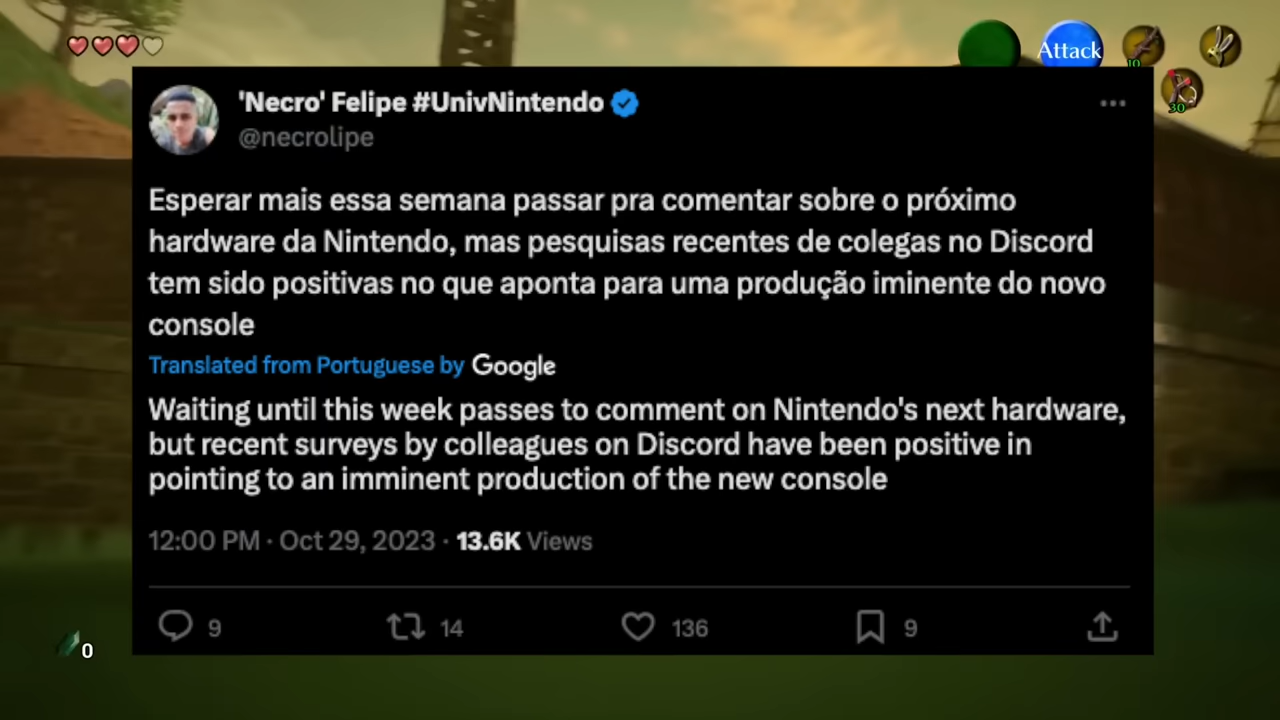 Attack
10
30
'Necro' Felipe #UnivNintendo
@necrolipe
Esperar mais essa semana passar pra comentar sobre o próximo
hardware da Nintendo, mas pesquisas recentes de colegas no Discord
tem sido positivas no que aponta para uma produção iminente do novo
console
Translated from Portuguese by Google
Waiting until this week passes to comment on Nintendo's next hardware,
but recent surveys by colleagues on Discord have been positive in
pointing to an imminent production of the new console
12:00 PM · Oct 29, 2023 · 13.6K Views
9 14 136 9
0